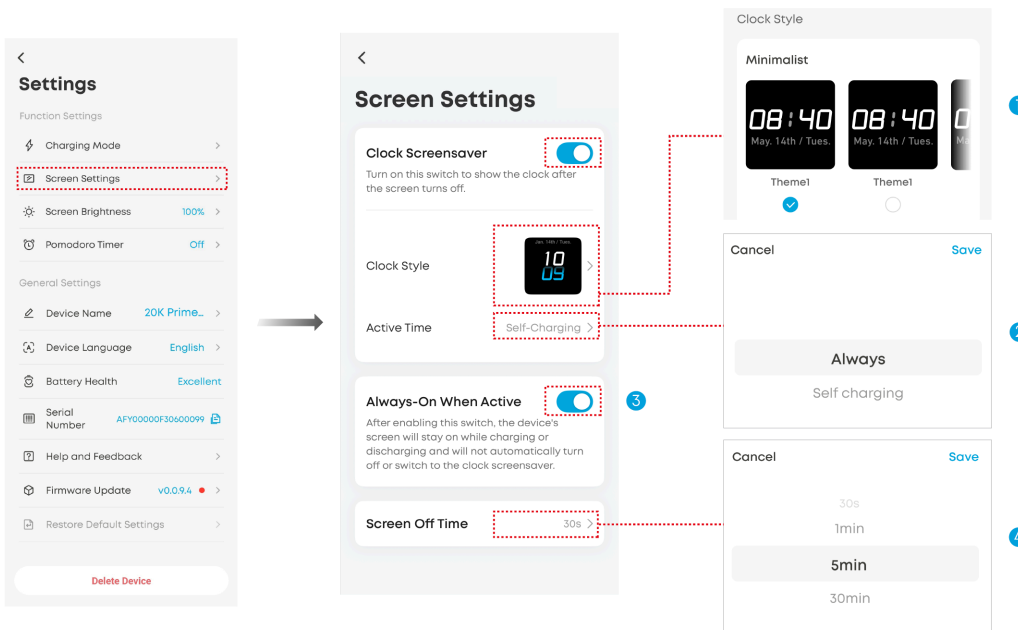 Settings
Function Settings
Charging Mode
Screen Settings
Screen Brightness 100%
Pomodoro Timer Off
General Settings
Device Name 20K Prime...
Device Language English
Battery Health Excellent
Serial
Number AFY00000F30600099
Help and Feedback
Firmware Update v0.0.9.4
Restore Default Settings
Delete Device
Screen Settings
Clock Screensaver
Turn on this switch to show the clock after
the screen turns off.
Clock Style
Jan. 14th / Tues.
10
09
Active Time Self-Charging
Always-On When Active
3
After enabling this switch, the device's
screen will stay on while charging or
discharging and will not automatically turn
off or switch to the clock screensaver.
Screen Off Time 30s
Clock Style
Minimalist
08:40
May. 14th / Tues.
08:40
May. 14th / Tues.
Theme1
Theme1
Cancel Save
Always
Self charging
Cancel Save
30s
1min
5min
30min